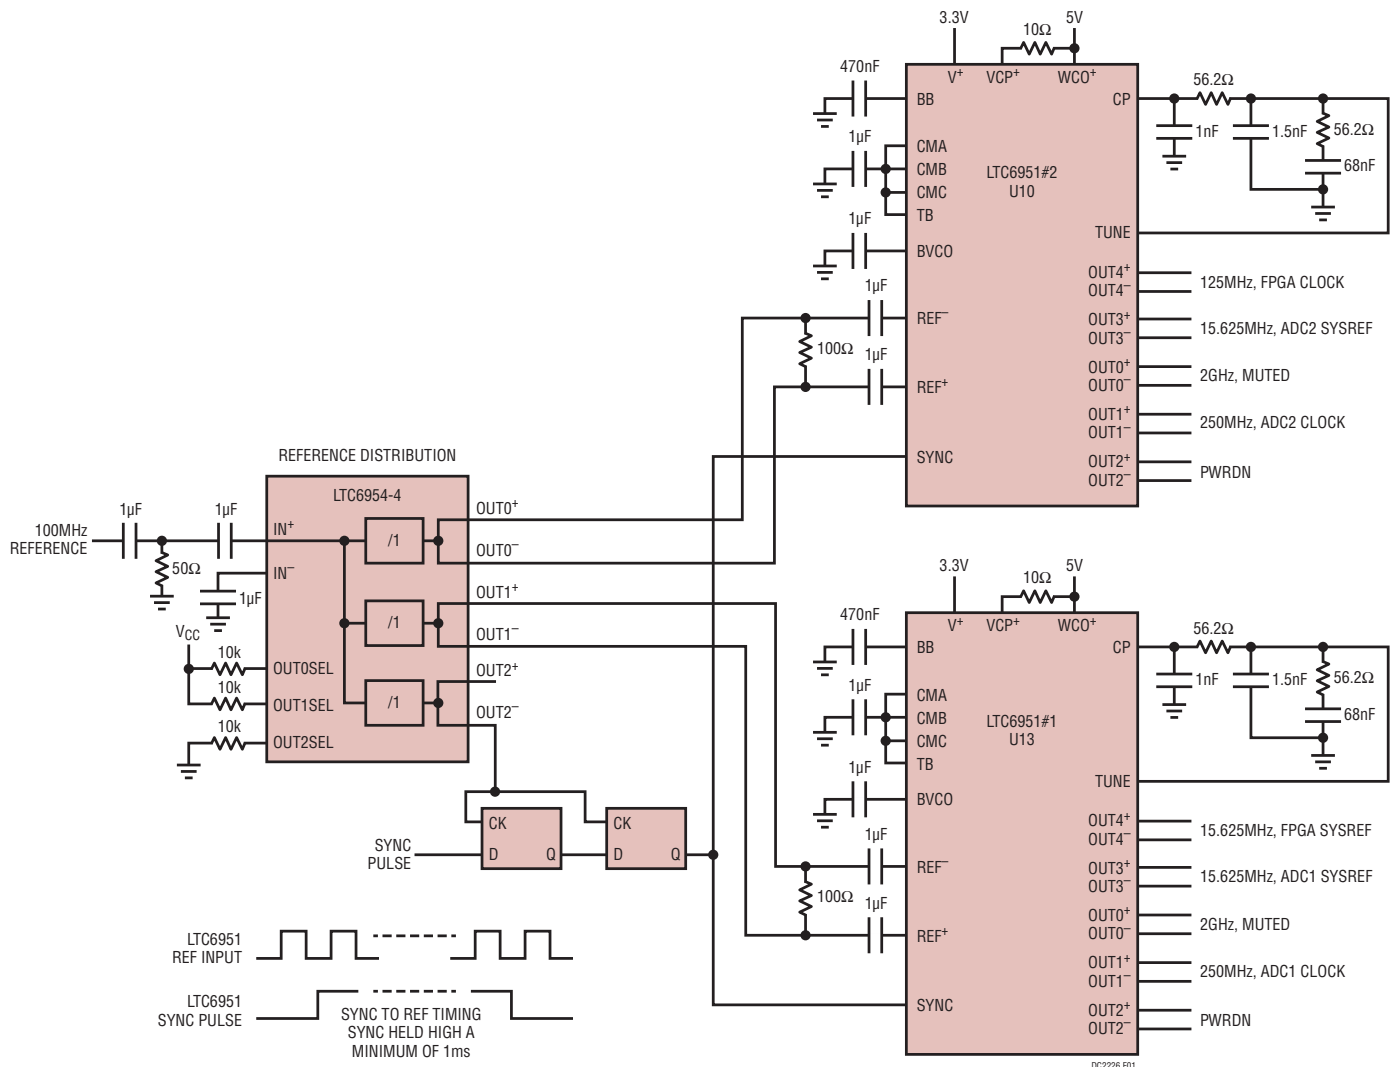 3.3V
5V
10Ω
470nF
V+
VCP+
WCO+
BB
CP
56.2Ω
1nF
1.5nF
56.2Ω
68nF
1µF
CMA
CMB
CMC
TB
LTC6951#2
U10
1µF
BVCO
TUNE
1µF
REF−
100Ω
1µF
REF+
SYNC
OUT4+
OUT4−
125MHz, FPGA CLOCK
OUT3+
OUT3−
15.625MHz, ADC2 SYSREF
OUT0+
OUT0−
2GHz, MUTED
OUT1+
OUT1−
250MHz, ADC2 CLOCK
OUT2+
OUT2−
PWRDN
REFERENCE DISTRIBUTION
LTC6954-4
1µF
1µF
100MHz
REFERENCE
50Ω
IN+
IN−
1µF
VCC
10k
OUT0SEL
10k
OUT1SEL
10k
OUT2SEL
/1
/1
/1
OUT0+
OUT0−
OUT1+
OUT1−
OUT2+
OUT2−
SYNC
PULSE
CK
D
Q
CK
D
Q
3.3V
5V
10Ω
470nF
V+
VCP+
WCO+
BB
CP
56.2Ω
1nF
1.5nF
56.2Ω
68nF
1µF
CMA
CMB
CMC
TB
LTC6951#1
U13
1µF
BVCO
TUNE
1µF
REF−
100Ω
1µF
REF+
SYNC
OUT4+
OUT4−
15.625MHz, FPGA SYSREF
OUT3+
OUT3−
15.625MHz, ADC1 SYSREF
OUT0+
OUT0−
2GHz, MUTED
OUT1+
OUT1−
250MHz, ADC1 CLOCK
OUT2+
OUT2−
PWRDN
LTC6951
REF INPUT
LTC6951
SYNC PULSE
SYNC TO REF TIMING
SYNC HELD HIGH A
MINIMUM OF 1ms
DC2226 F01